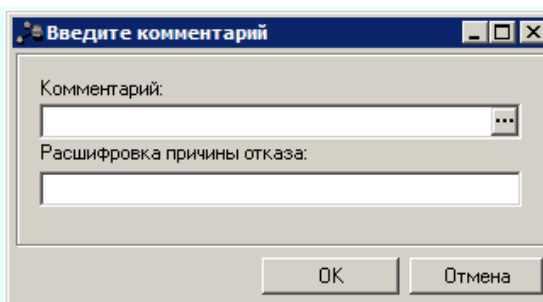 Введите комментарий
Комментарий:
...
Расшифровка причины отказа:
OK
Отмена